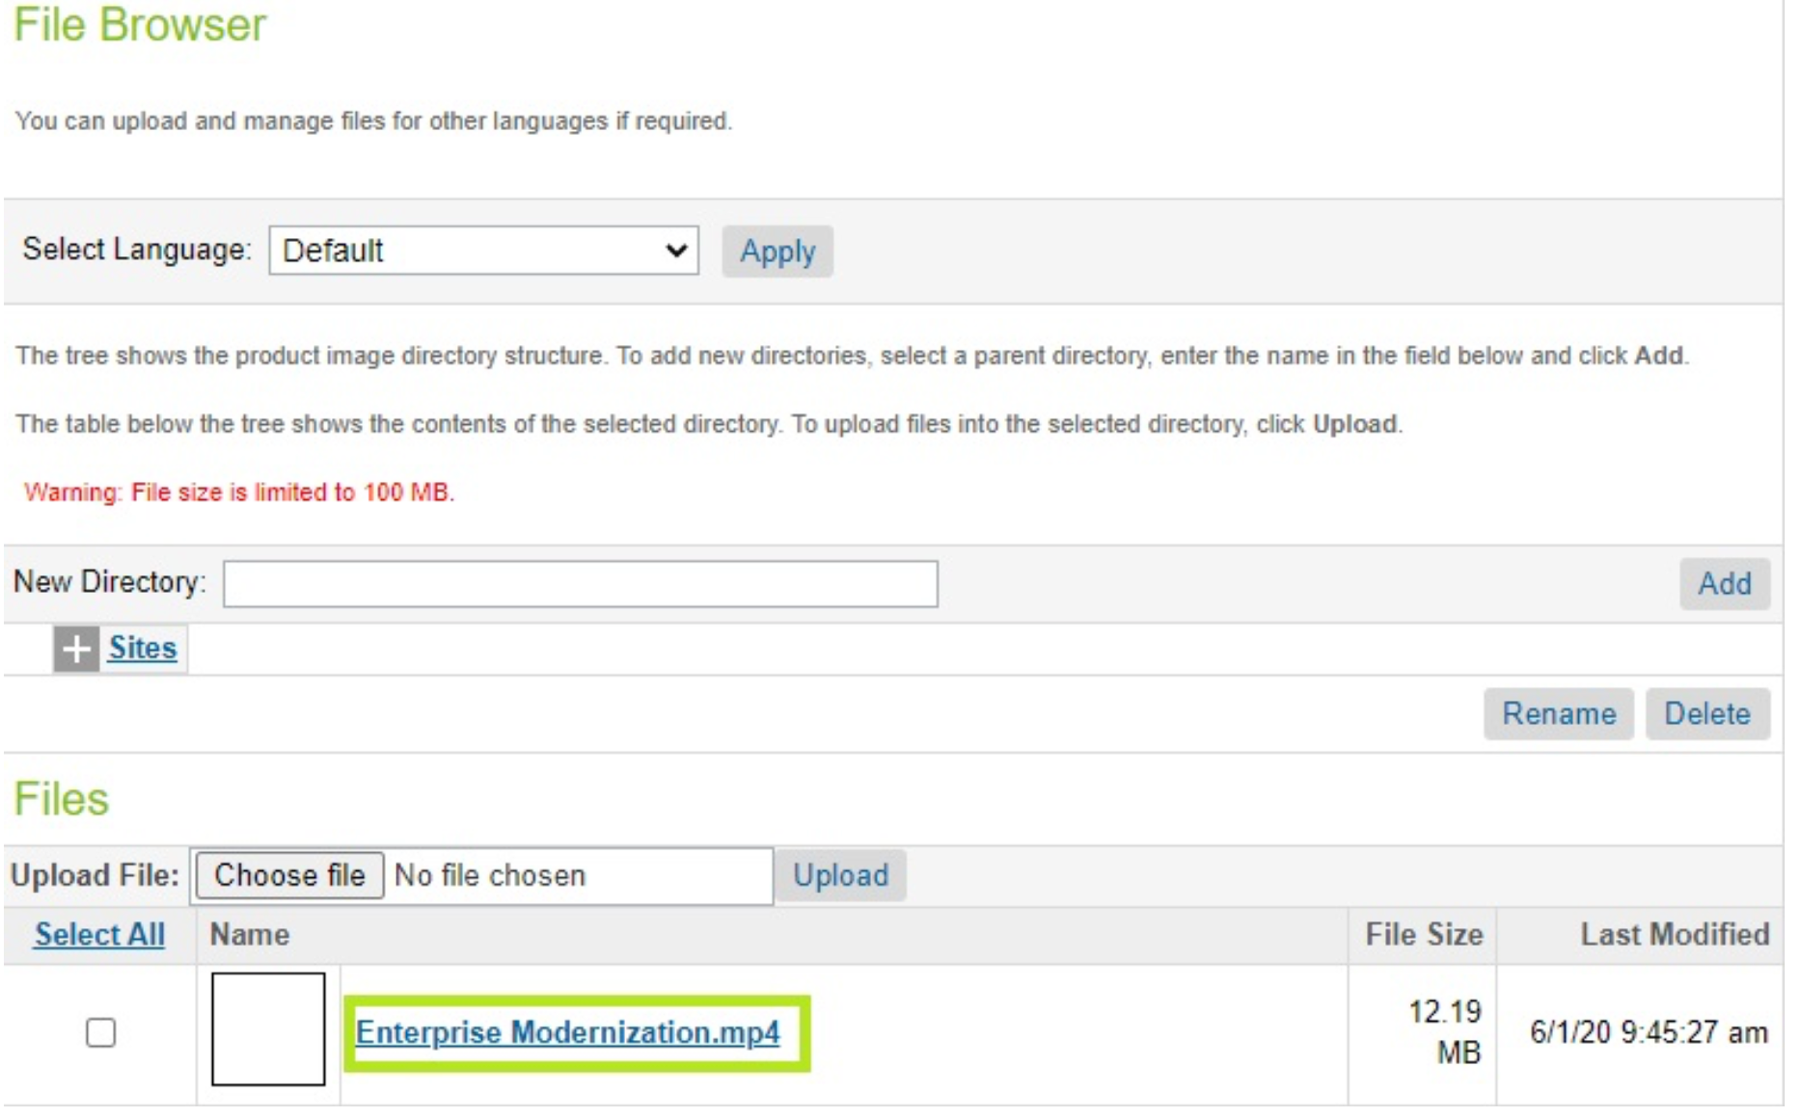 File Browser
You can upload and manage files for other languages if required.
Select Language: Default Apply
The tree shows the product image directory structure. To add new directories, select a parent directory, enter the name in the field below and click Add.
The table below the tree shows the contents of the selected directory. To upload files into the selected directory, click Upload.
Warning: File size is limited to 100 MB.
New Directory: Add
Sites
Rename Delete
Files
Upload File: Choose file No file chosen Upload
Select All Name File Size Last Modified
Enterprise Modernization.mp4 12.19 MB 6/1/20 9:45:27 am